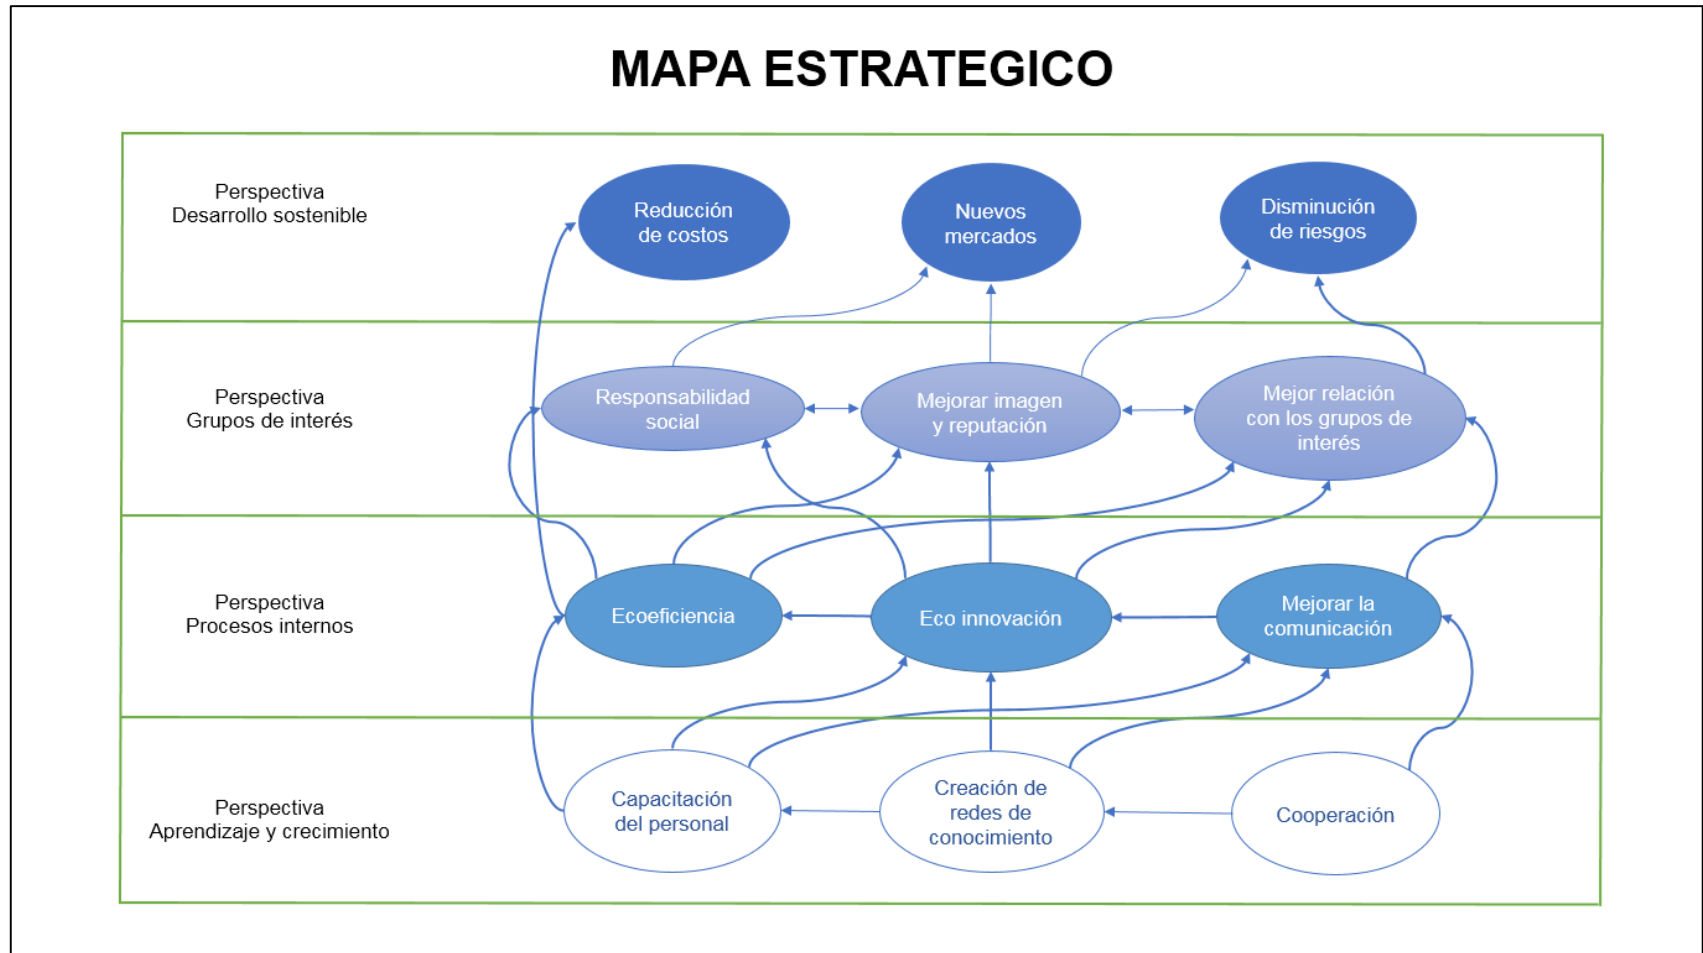 MAPA ESTRATEGICO
Perspectiva
Desarrollo sostenible
Reducción
de costos
Nuevos
mercados
Disminución
de riesgos
Perspectiva
Grupos de interés
Responsabilidad
social
Mejorar imagen
y reputación
Mejor relación
con los grupos de
interés
Perspectiva
Procesos internos
Ecoeficiencia
Eco innovación
Mejorar la
comunicación
Perspectiva
Aprendizaje y crecimiento
Capacitación
del personal
Creación de
redes de
conocimiento
Cooperación